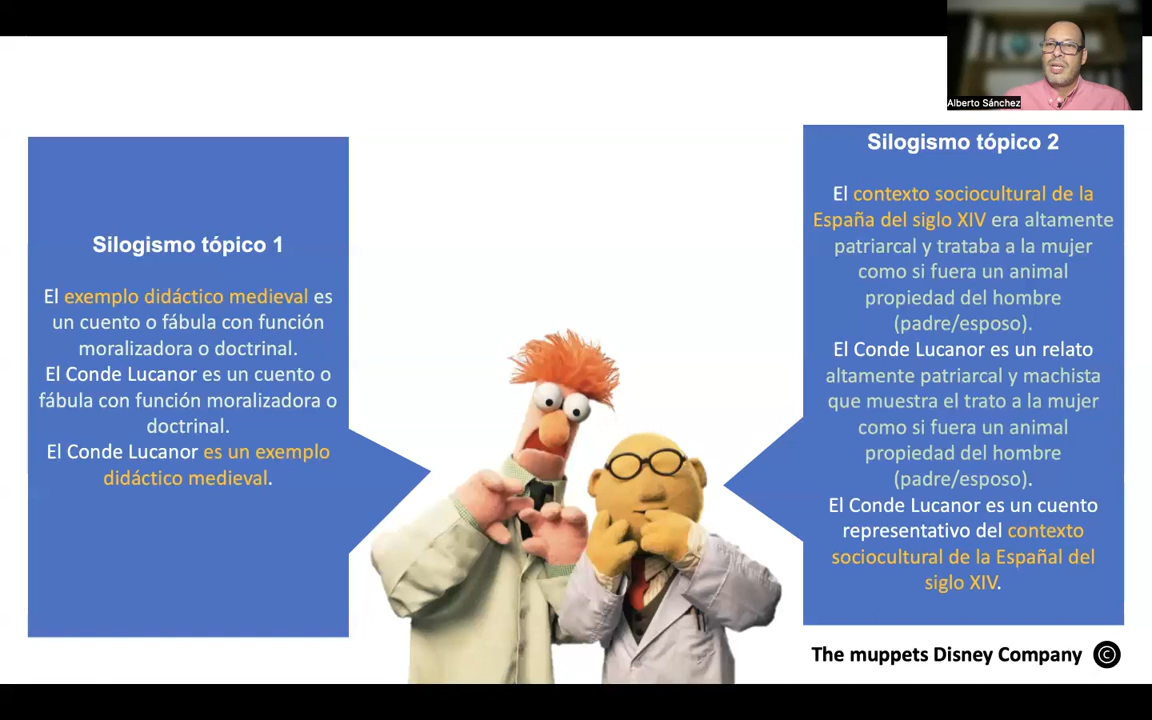 Alberto Sánchez
Silogismo tópico 1
El exemplo didáctico medieval es
un cuento o fábula con función
moralizadora o doctrinal.
El Conde Lucanor es un cuento o
fábula con función moralizadora o
doctrinal.
El Conde Lucanor es un exemplo
didáctico medieval.
Silogismo tópico 2
El contexto sociocultural de la
España del siglo XIV era altamente
patriarcal y trataba a la mujer
como si fuera un animal
propiedad del hombre
(padre/esposo).
El Conde Lucanor es un relato
altamente patriarcal y machista
que muestra el trato a la mujer
como si fuera un animal
propiedad del hombre
(padre/esposo).
El Conde Lucanor es un cuento
representativo del contexto
sociocultural de la Españal del
siglo XIV.
The muppets Disney Company ©